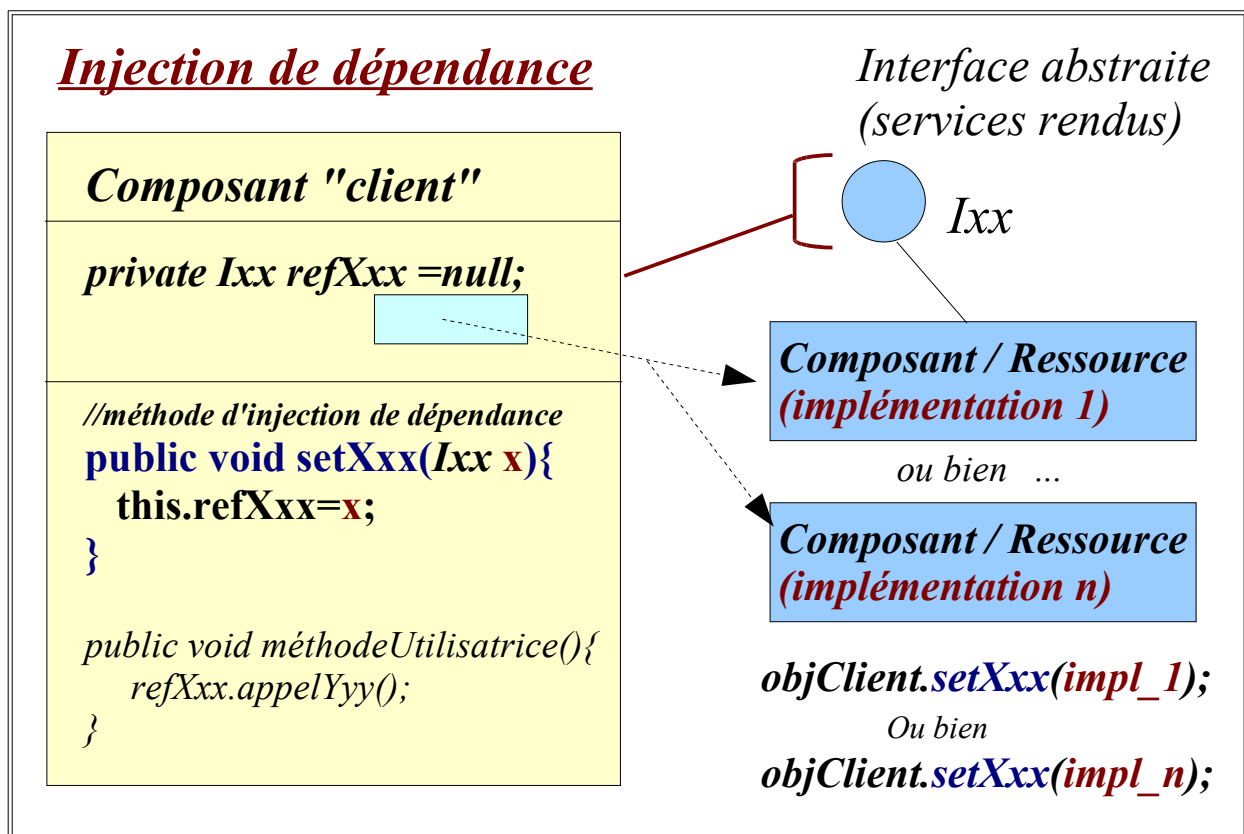 Injection de dépendance
Composant "client"
private Ixx refXxx =null;
//méthode d'injection de dépendance
public void setXxx(Ixx x){
this.refXxx=x;
}
public void méthodeUtilisatrice(){
refXxx.appelYyy();
}
Interface abstraite
(services rendus)
Ixx
Composant / Ressource
(implémentation 1)
ou bien ...
Composant / Ressource
(implémentation n)
objClient.setXxx(impl_1);
Ou bien
objClient.setXxx(impl_n);